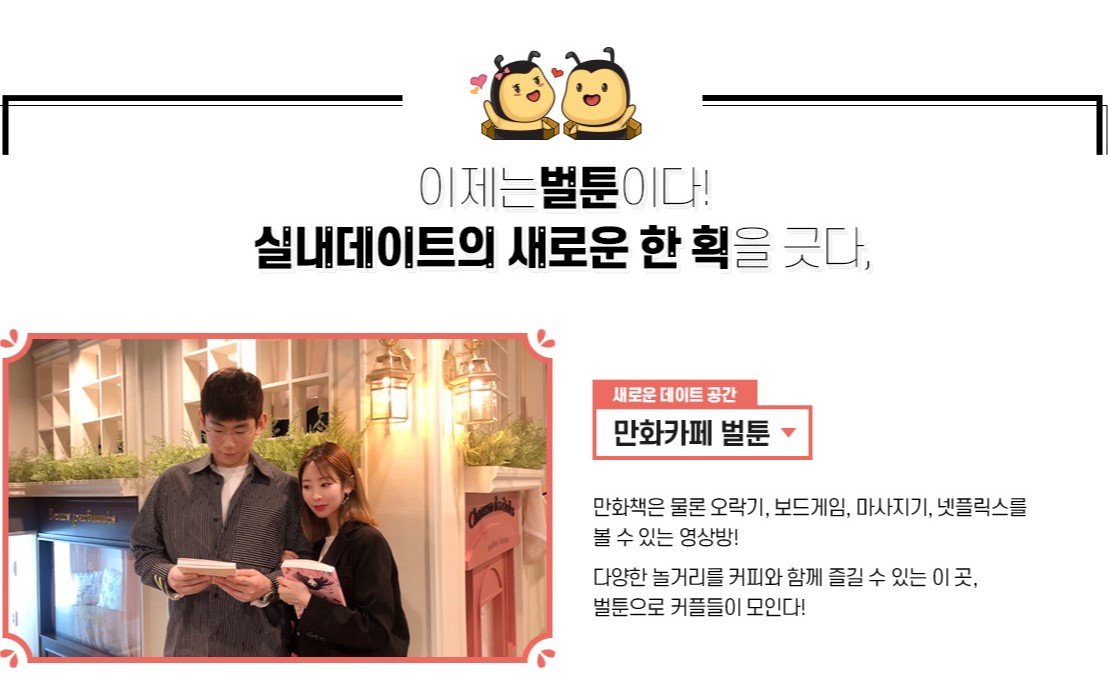 이제는벌툰이다!
실내데이트의 새로운 한 획을 긋다,
새로운 데이트 공간
만화카페 벌툰
만화책은 물론 오락기, 보드게임, 마사지기, 넷플릭스를
볼 수 있는 영상방!
다양한 놀거리를 커피와 함께 즐길 수 있는 이 곳,
벌툰으로 커플들이 모인다!